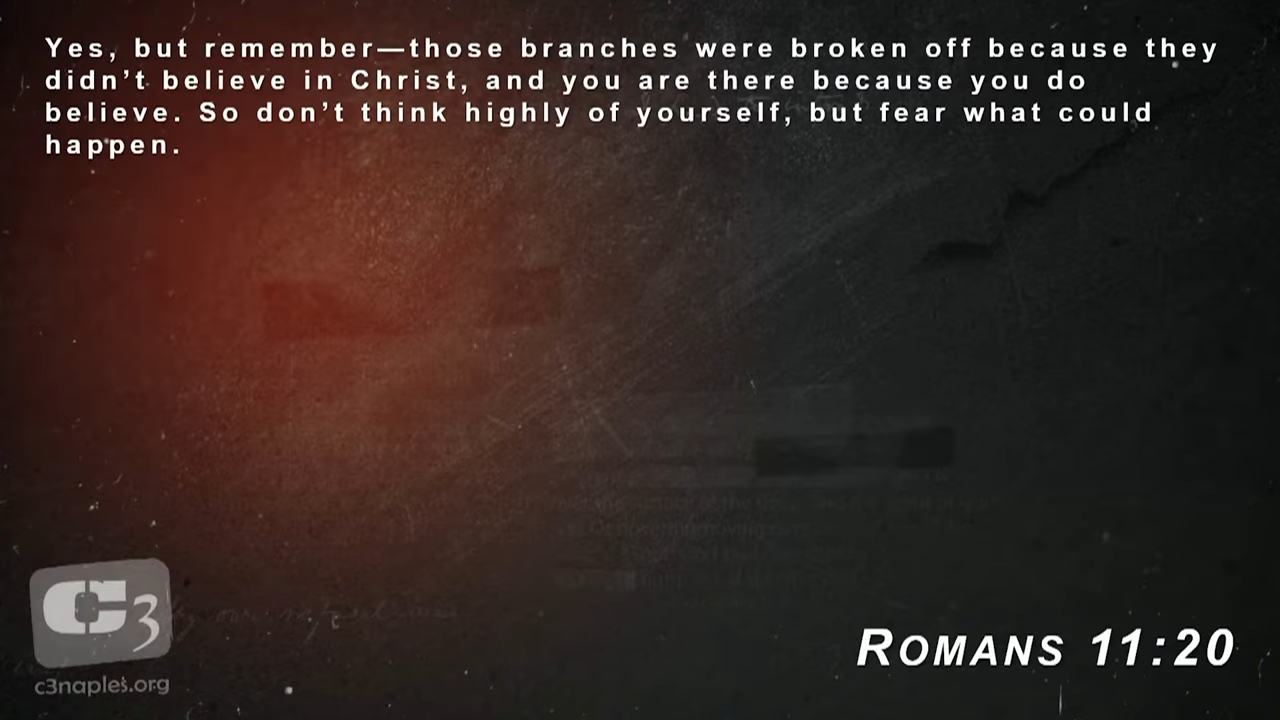 Yes, but remember—those branches were broken off because they
didn’t believe in Christ, and you are there because you do
believe. So don’t think highly of yourself, but fear what could
happen.
C3
c3naples.org
ROMANS 11:20